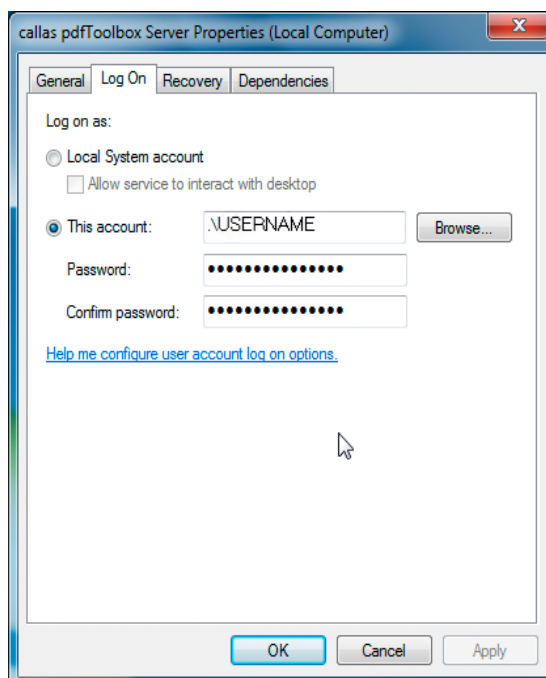 callas pdfToolbox Server Properties (Local Computer)
General Log On Recovery Dependencies
Log on as:
Local System account
Allow service to interact with desktop
This account: .\USERNAME Browse...
Password: •••••••••••••••
Confirm password: •••••••••••••••
Help me configure user account log on options.
OK Cancel Apply